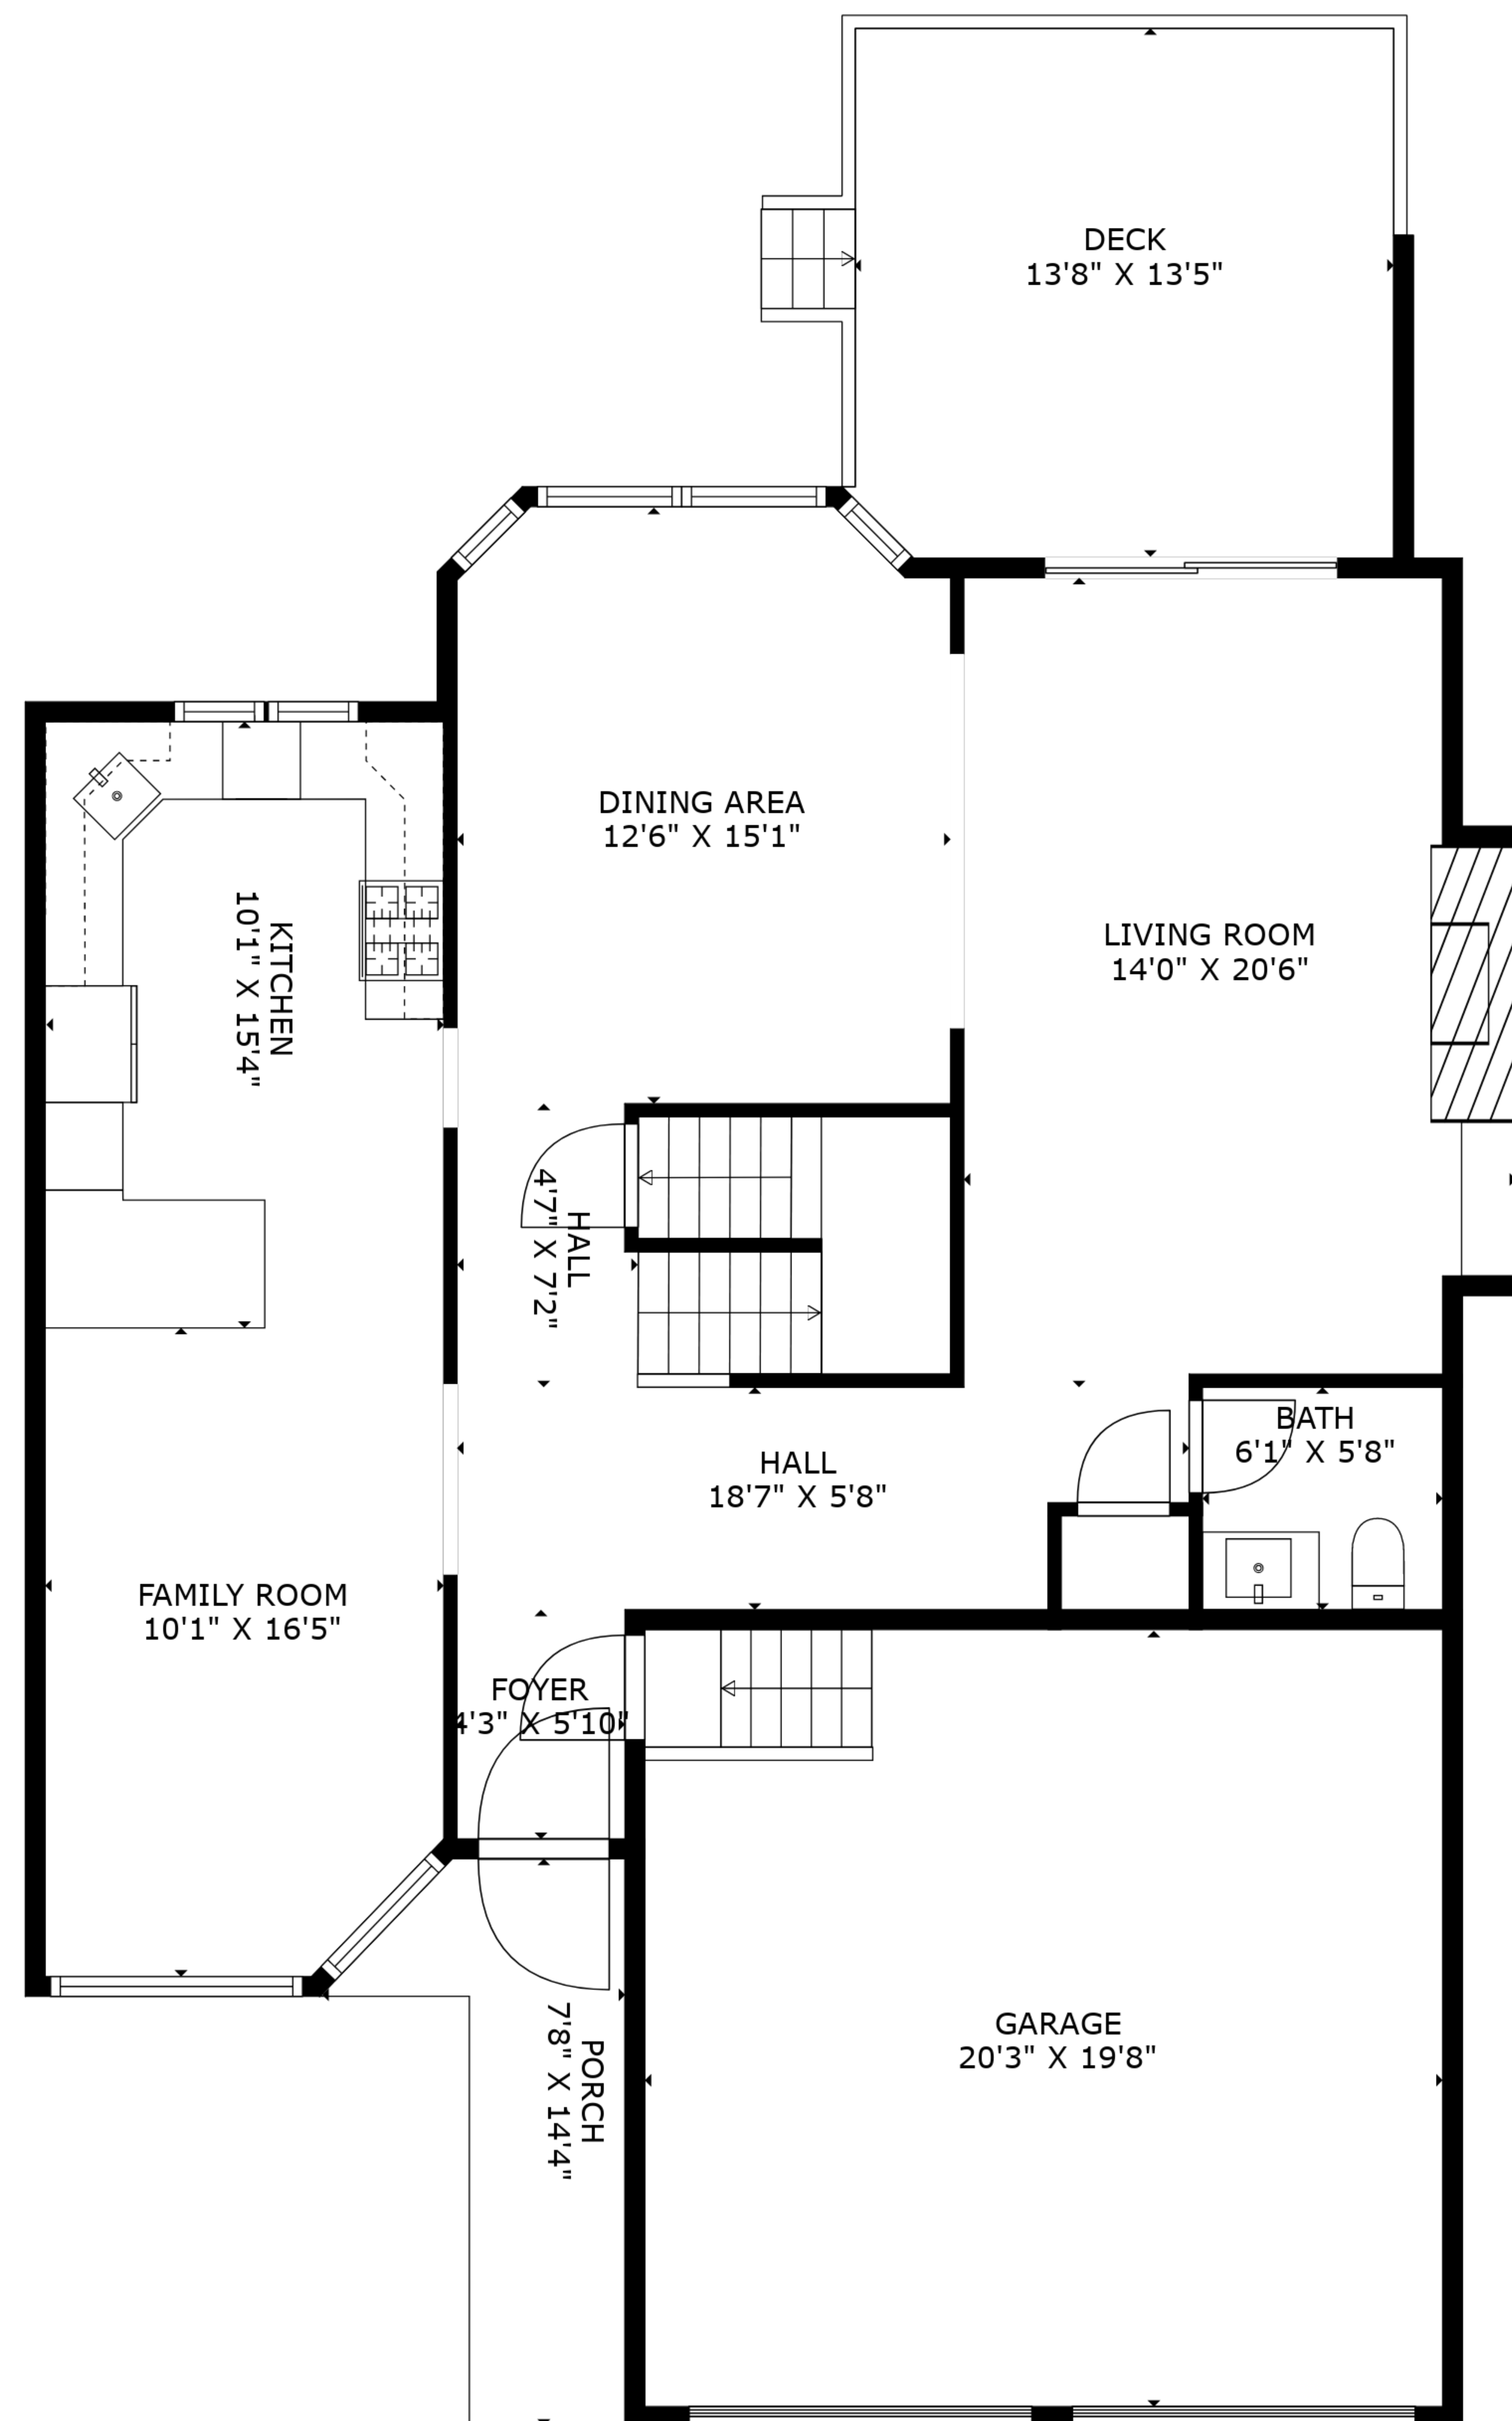 DECK
13'8" X 13'5"
DINING AREA
12'6" X 15'1"
KITCHEN
10'1" X 15'4"
LIVING ROOM
14'0" X 20'6"
HALL
4'7" X 7'2"
BATH
6'1" X 5'8"
HALL
18'7" X 5'8"
FAMILY ROOM
10'1" X 16'5"
FOYER
4'3" X 5'10"
GARAGE
20'3" X 19'8"
PORCH
7'8" X 14'4"